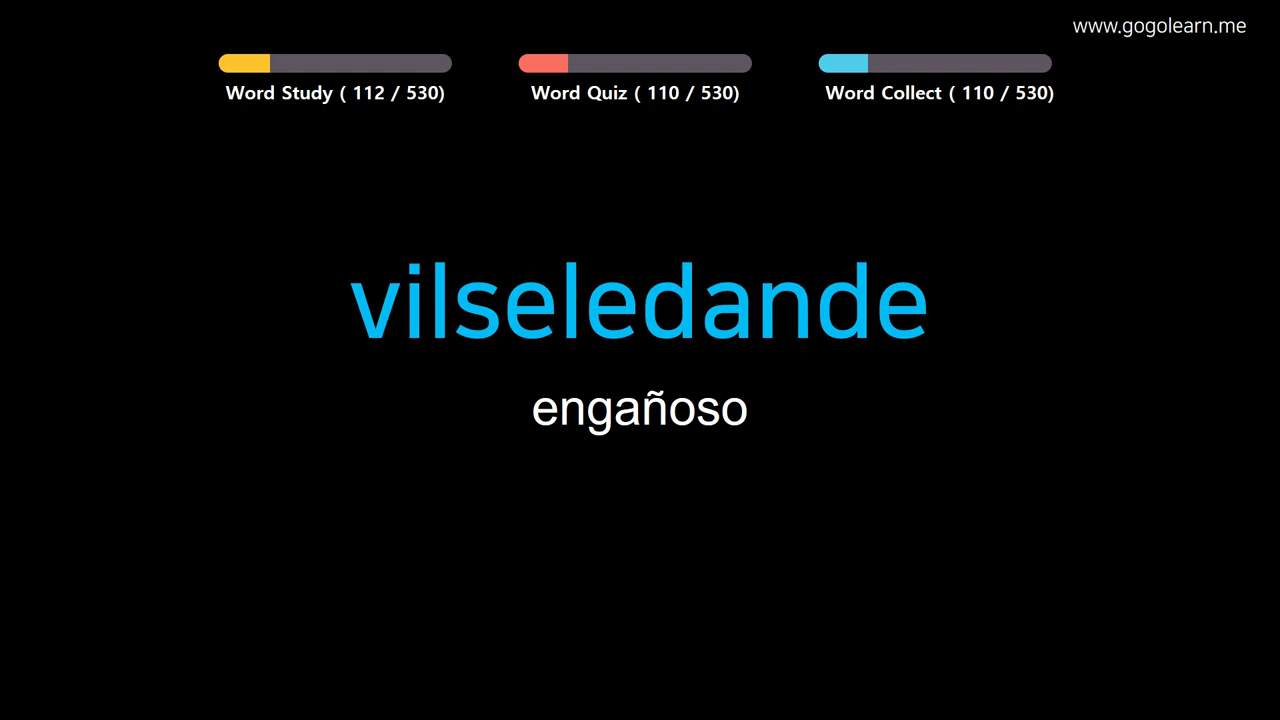 www.gogolearn.me
Word Study ( 112 / 530)
Word Quiz ( 110 / 530)
Word Collect ( 110 / 530)
vilseledande
engañoso